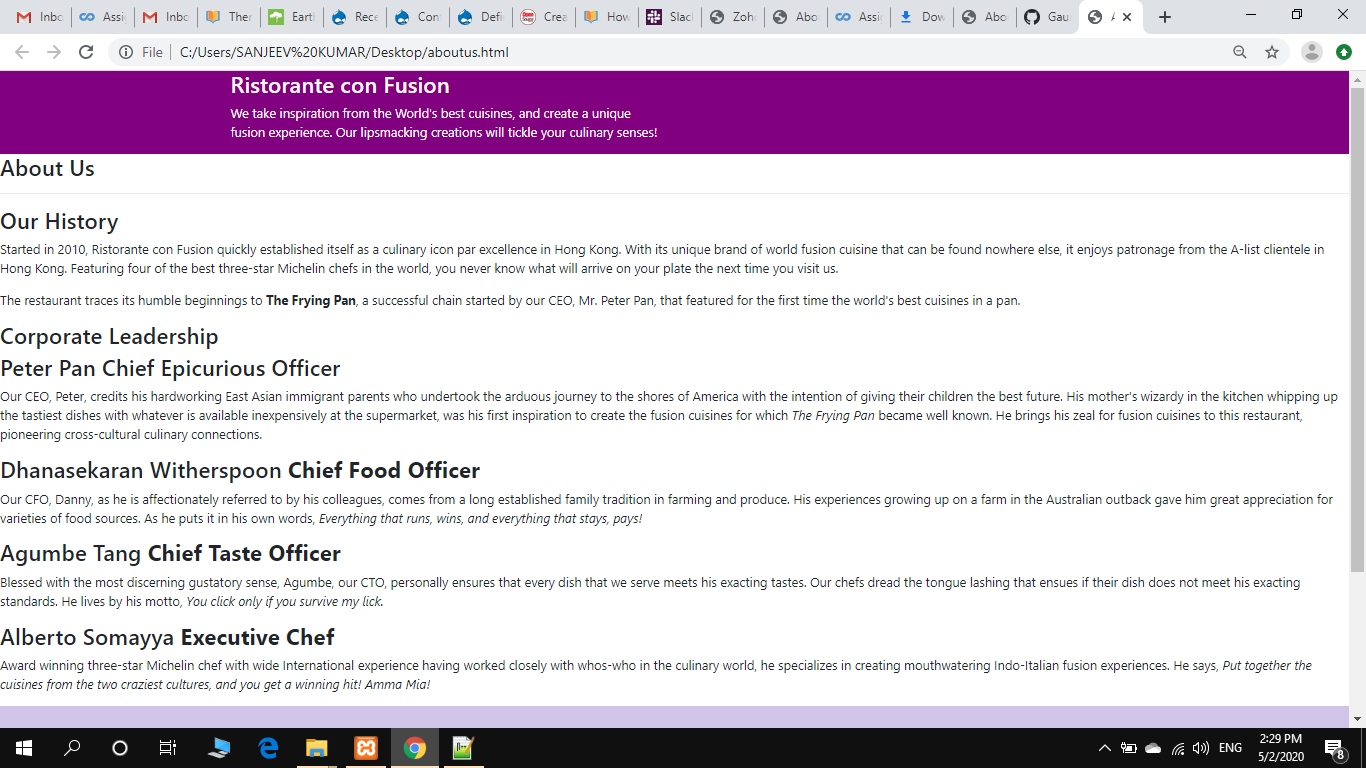 Inbo
Assi
Inbo
Ther
Eart
Rece
Con
Defi
Crea
How
Slac
Zoho
Abo
Assi
Dow
Abo
Gau
A
File
C:/Users/SANJEEV%20KUMAR/Desktop/aboutus.html
Ristorante con Fusion
We take inspiration from the World's best cuisines, and create a unique
fusion experience. Our lipsmacking creations will tickle your culinary senses!
About Us
Our History
Started in 2010, Ristorante con Fusion quickly established itself as a culinary icon par excellence in Hong Kong. With its unique brand of world fusion cuisine that can be found nowhere else, it enjoys patronage from the A-list clientele in
Hong Kong. Featuring four of the best three-star Michelin chefs in the world, you never know what will arrive on your plate the next time you visit us.
The restaurant traces its humble beginnings to The Frying Pan, a successful chain started by our CEO, Mr. Peter Pan, that featured for the first time the world's best cuisines in a pan.
Corporate Leadership
Peter Pan Chief Epicurious Officer
Our CEO, Peter, credits his hardworking East Asian immigrant parents who undertook the arduous journey to the shores of America with the intention of giving their children the best future. His mother's wizardy in the kitchen whipping up
the tastiest dishes with whatever is available inexpensively at the supermarket, was his first inspiration to create the fusion cuisines for which The Frying Pan became well known. He brings his zeal for fusion cuisines to this restaurant,
pioneering cross-cultural culinary connections.
Dhanasekaran Witherspoon Chief Food Officer
Our CFO, Danny, as he is affectionately referred to by his colleagues, comes from a long established family tradition in farming and produce. His experiences growing up on a farm in the Australian outback gave him great appreciation for
varieties of food sources. As he puts it in his own words, Everything that runs, wins, and everything that stays, pays!
Agumbe Tang Chief Taste Officer
Blessed with the most discerning gustatory sense, Agumbe, our CTO, personally ensures that every dish that we serve meets his exacting tastes. Our chefs dread the tongue lashing that ensues if their dish does not meet his exacting
standards. He lives by his motto, You click only if you survive my lick.
Alberto Somayya Executive Chef
Award winning three-star Michelin chef with wide International experience having worked closely with whos-who in the culinary world, he specializes in creating mouthwatering Indo-Italian fusion experiences. He says, Put together the
cuisines from the two craziest cultures, and you get a winning hit! Amma Mia!
ENG
2:29 PM
5/2/2020
8